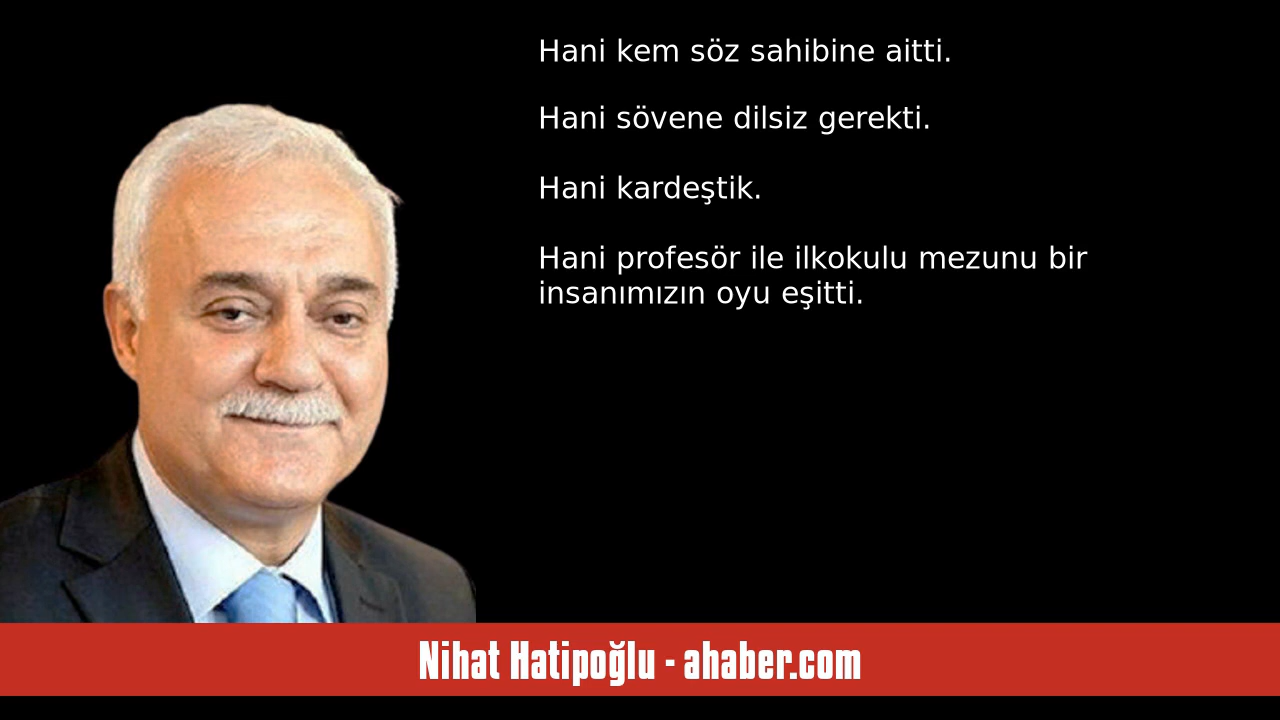 Hani kem söz sahibine aitti.
Hani sövene dilsiz gerekti.
Hani kardeştik.
Hani profesör ile ilkokulu mezunu bir
insanımızın oyu eşitti.
Nihat Hatipoğlu - ahaber.com